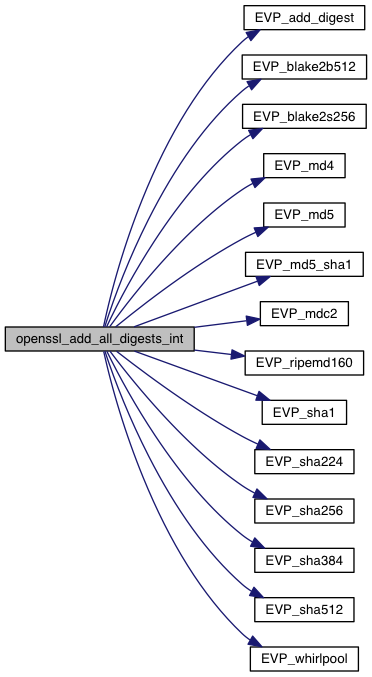 EVP_add_digest
EVP_blake2b512
EVP_blake2s256
EVP_md4
EVP_md5
EVP_md5_sha1
EVP_mdc2
openssl_add_all_digests_int
EVP_ripemd160
EVP_sha1
EVP_sha224
EVP_sha256
EVP_sha384
EVP_sha512
EVP_whirlpool